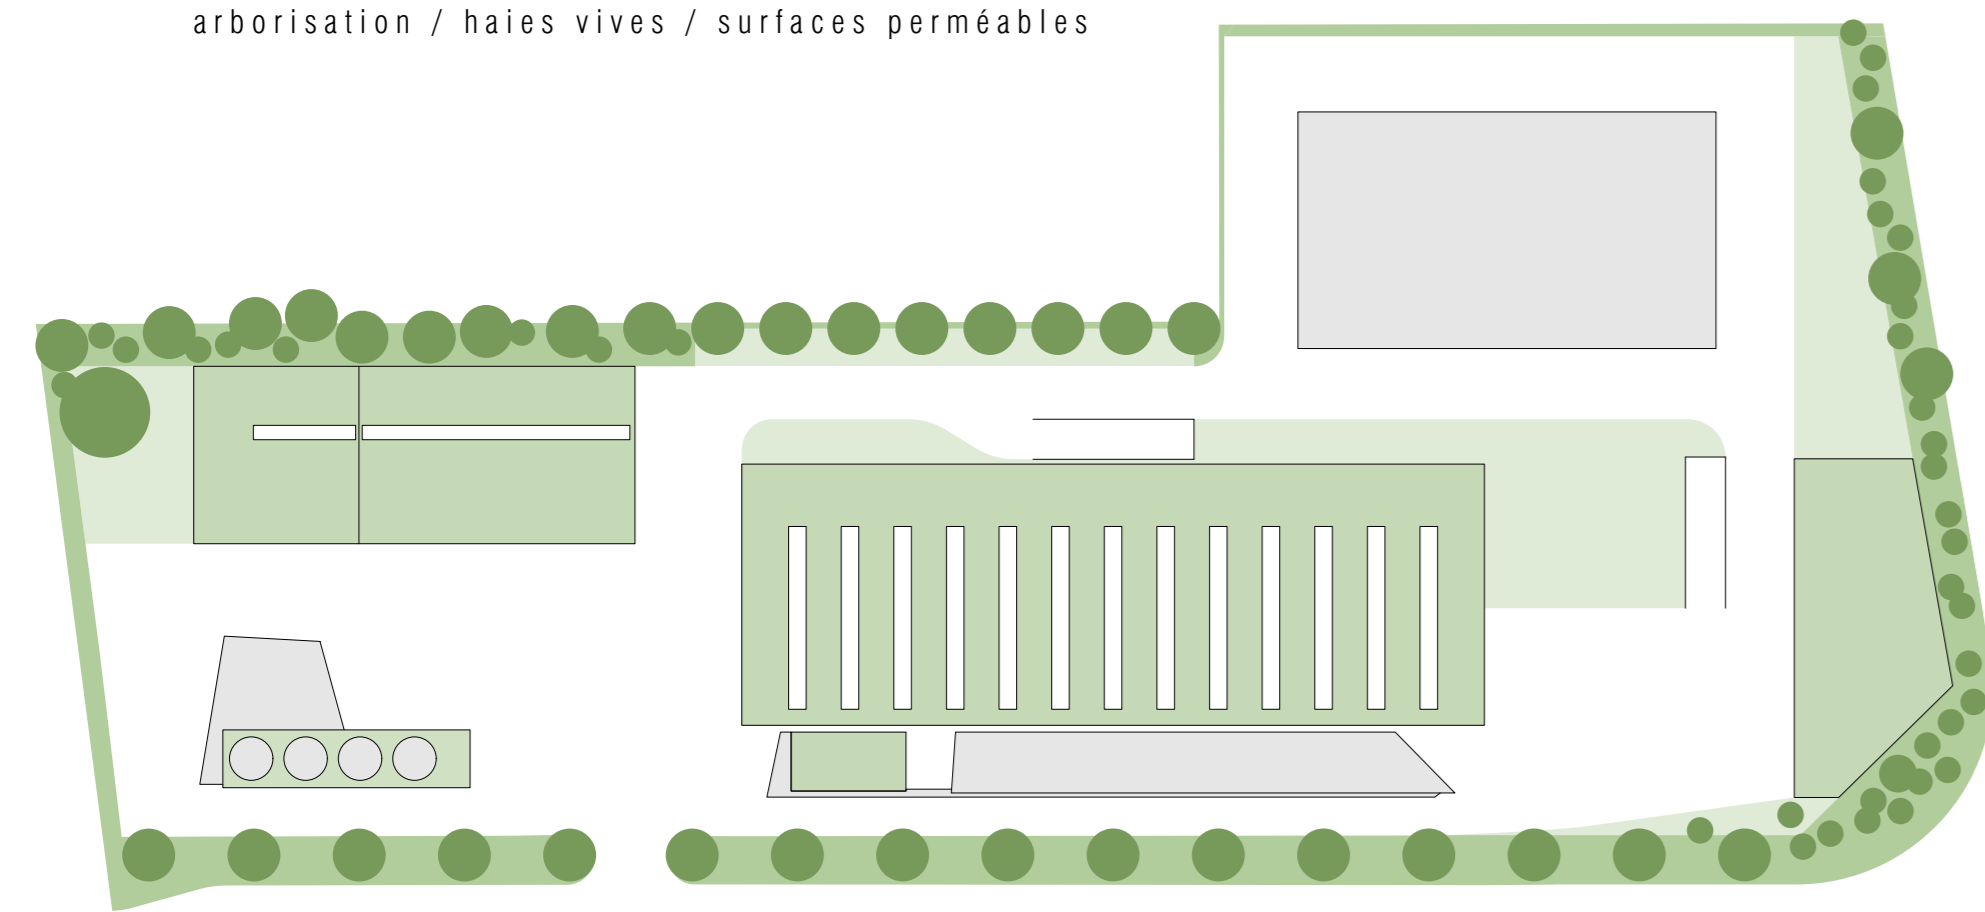 arborisation / haies vives / surfaces perméables